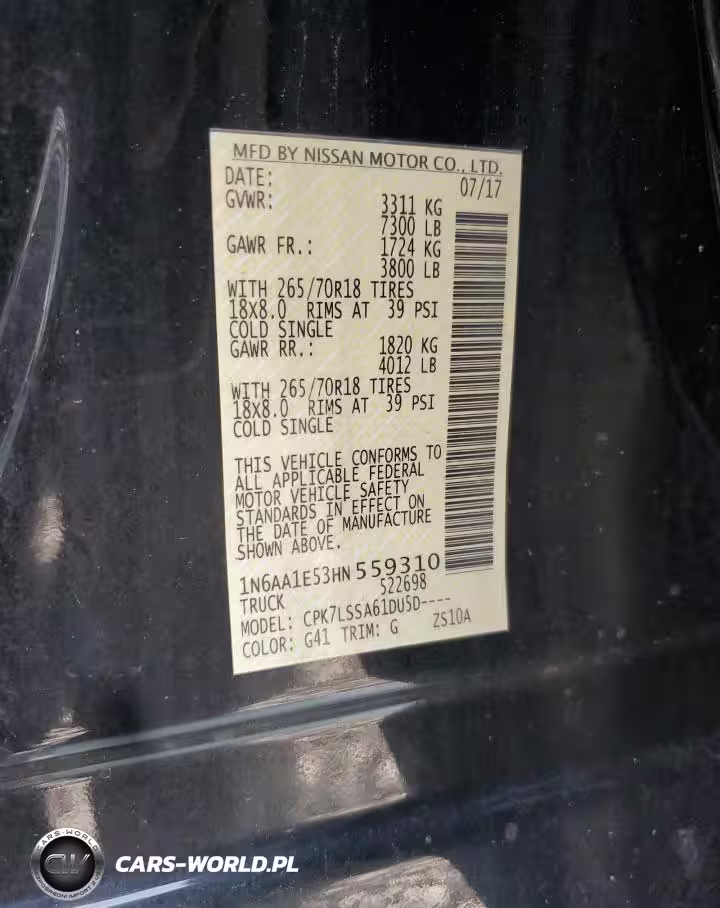 MFD BY NISSAN MOTOR CO., LTD.
DATE: 07/17
GVWR: 3311 KG
7300 LB
GAWR FR.: 1724 KG
3800 LB
WITH 265/70R18 TIRES
18X8.0 RIMS AT 39 PSI
COLD SINGLE
GAWR RR.: 1820 KG
4012 LB
WITH 265/70R18 TIRES
18X8.0 RIMS AT 39 PSI
COLD SINGLE
THIS VEHICLE CONFORMS TO
ALL APPLICABLE FEDERAL
MOTOR VEHICLE SAFETY
STANDARDS IN EFFECT ON
THE DATE OF MANUFACTURE
SHOWN ABOVE.
1N6AA1E53HN559310
TRUCK 522698
MODEL: CPK7LSSA61DU5D----
COLOR: G41 TRIM: G ZS10A
CARS-WORLD
CW
CARS-WORLD.PL